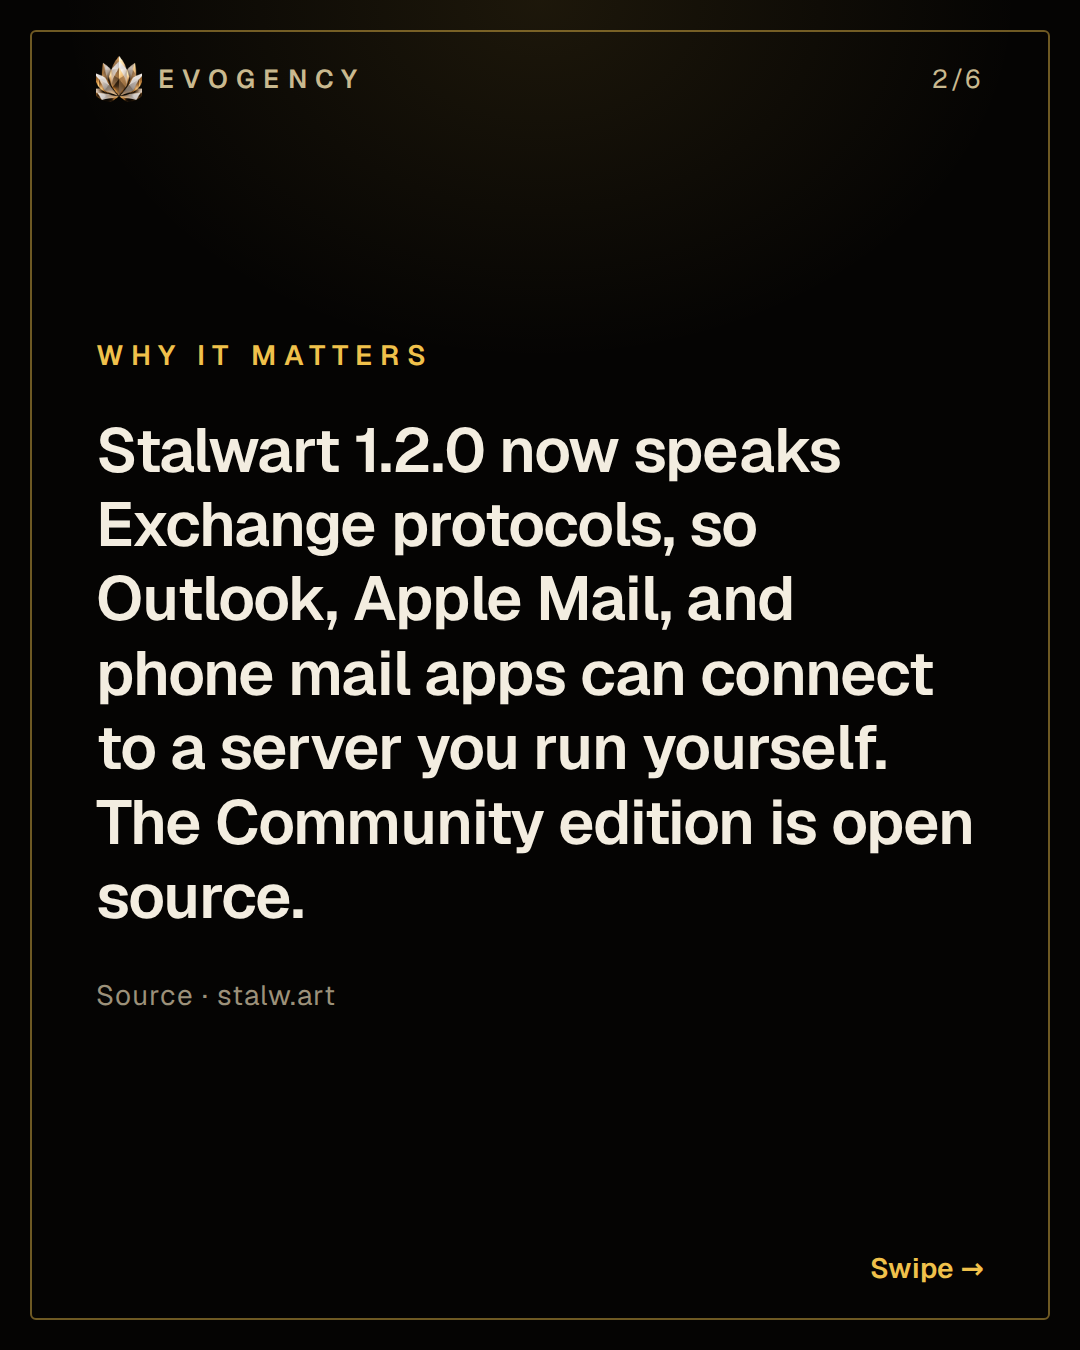 EVOGENCY
2/6
WHY IT MATTERS
Stalwart 1.2.0 now speaks
Exchange protocols, so
Outlook, Apple Mail, and
phone mail apps can connect
to a server you run yourself.
The Community edition is open
source.
Source · stalw.art
Swipe →